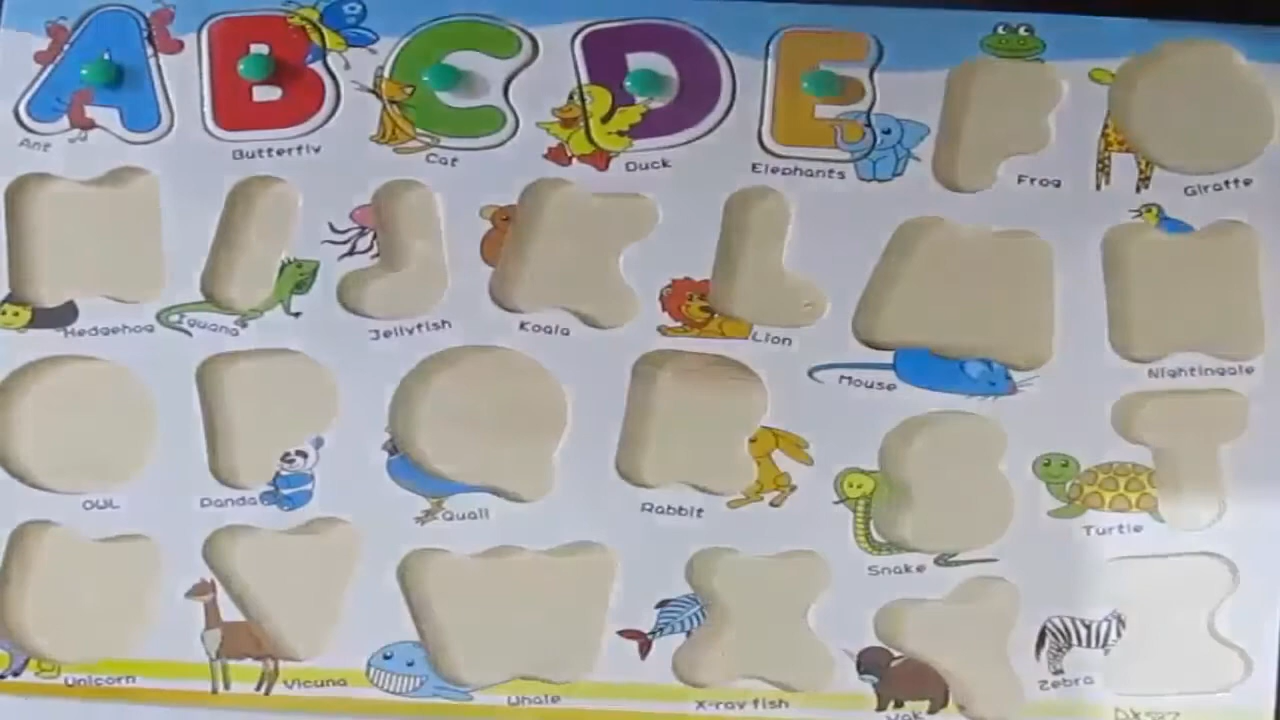 A B C D E
Ant
Butterfly
Cat
Duck
Elephants
Frog
Giraffe
Hedgehog
Iguana
Jellyfish
Koala
Lion
Mouse
Nightingale
OWL
Panda
Quail
Rabbit
Snake
Turtle
Unicorn
Vicuna
Whale
X-ray fish
Yak
Zebra